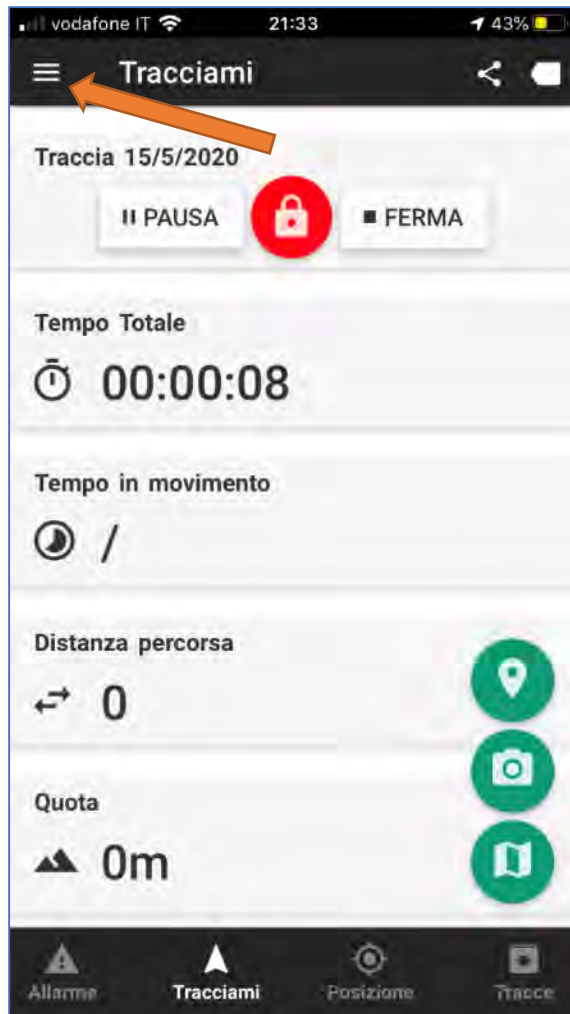 vodafone IT 21:33 43%
Tracciami
Traccia 15/5/2020
PAUSA FERMA
Tempo Totale
00:00:08
Tempo in movimento
/
Distanza percorsa
0
Quota
0m
Allarme Tracciami Posizione Tracce